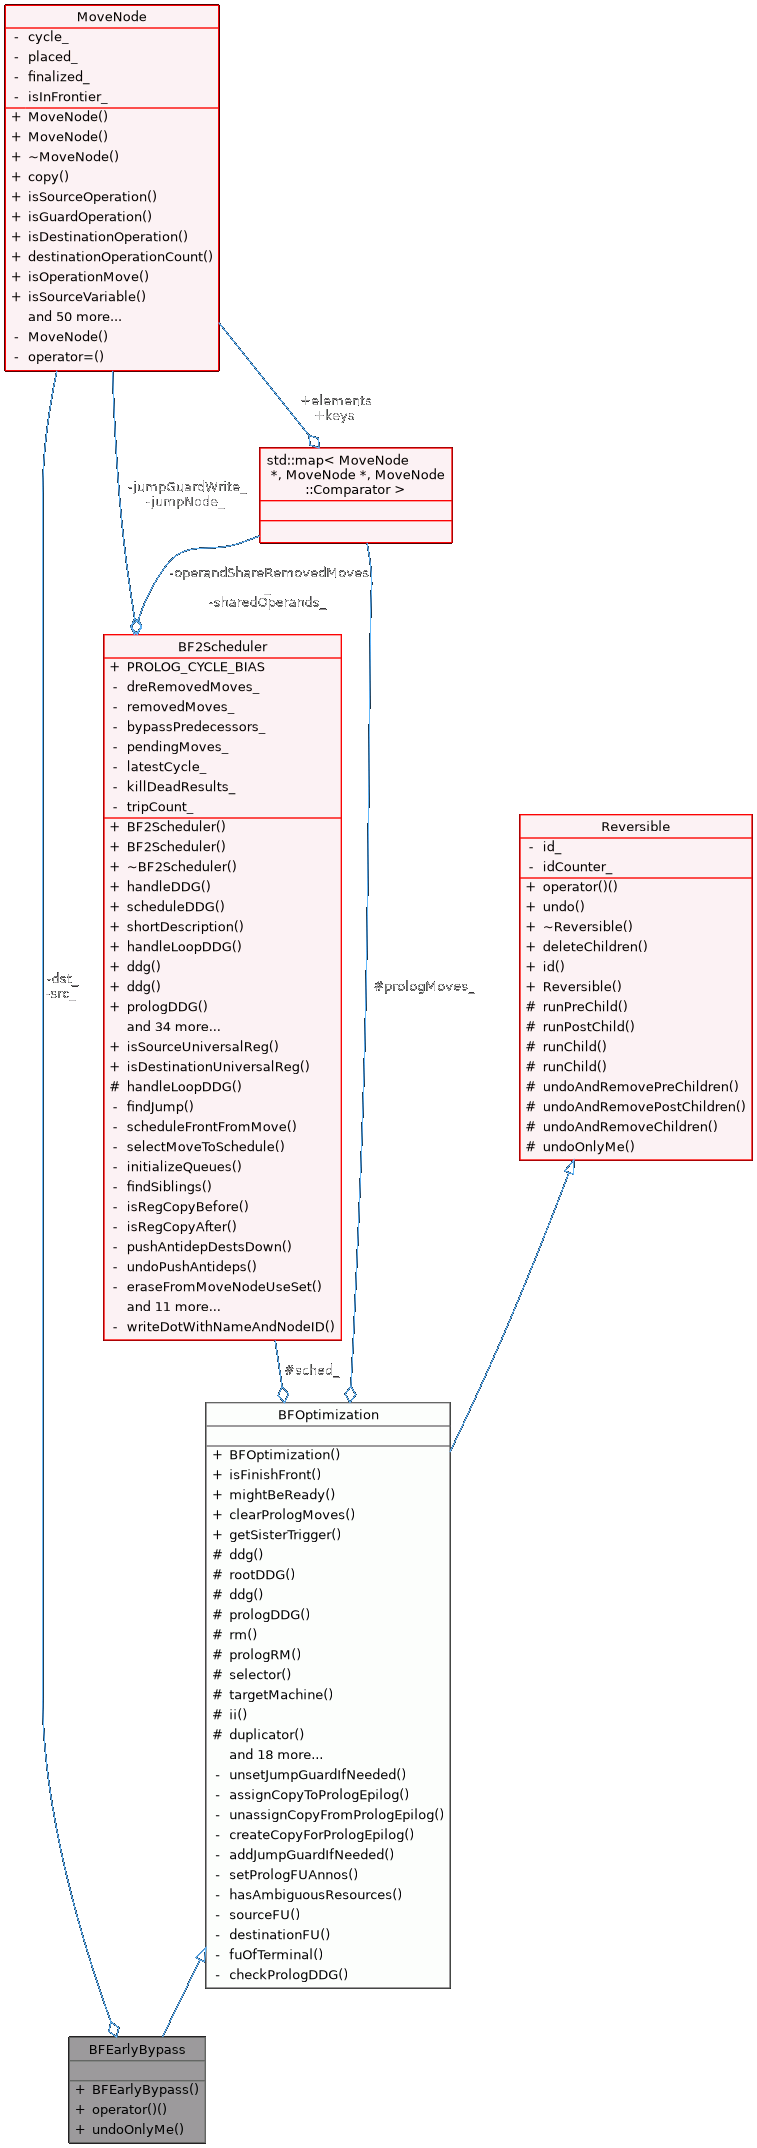 MoveNode
- cycle_
- placed_
- finalized_
- isInFrontier_
+ MoveNode()
+ MoveNode()
+ ~MoveNode()
+ copy()
+ isSourceOperation()
+ isGuardOperation()
+ isDestinationOperation()
+ destinationOperationCount()
+ isOperationMove()
+ isSourceVariable()
and 50 more...
- MoveNode()
- operator=()
+elements
+keys
std::map< MoveNode
*, MoveNode *, MoveNode
::Comparator >
-jumpGuardWrite_
-jumpNode_
-operandShareRemovedMoves
_
-sharedOperands_
BF2Scheduler
+ PROLOG_CYCLE_BIAS
- dreRemovedMoves_
- removedMoves_
- bypassPredecessors_
- pendingMoves_
- latestCycle_
- killDeadResults_
- tripCount_
+ BF2Scheduler()
+ BF2Scheduler()
+ ~BF2Scheduler()
+ handleDDG()
+ scheduleDDG()
+ shortDescription()
+ handleLoopDDG()
+ ddg()
+ ddg()
+ prologDDG()
and 34 more...
+ isSourceUniversalReg()
+ isDestinationUniversalReg()
# handleLoopDDG()
- findJump()
- scheduleFrontFromMove()
- selectMoveToSchedule()
- initializeQueues()
- findSiblings()
- isRegCopyBefore()
- isRegCopyAfter()
- pushAntidepDestsDown()
- undoPushAntideps()
- eraseFromMoveNodeUseSet()
and 11 more...
- writeDotWithNameAndNodeID()
Reversible
- id_
- idCounter_
+ operator()()
+ undo()
+ ~Reversible()
+ deleteChildren()
+ id()
+ Reversible()
# runPreChild()
# runPostChild()
# runChild()
# runChild()
# undoAndRemovePreChildren()
# undoAndRemovePostChildren()
# undoAndRemoveChildren()
# undoOnlyMe()
-dst_
-src_
#prologMoves_
#sched_
BFOptimization
+ BFOptimization()
+ isFinishFront()
+ mightBeReady()
+ clearPrologMoves()
+ getSisterTrigger()
# ddg()
# rootDDG()
# ddg()
# prologDDG()
# rm()
# prologRM()
# selector()
# targetMachine()
# ii()
# duplicator()
and 18 more...
- unsetJumpGuardIfNeeded()
- assignCopyToPrologEpilog()
- unassignCopyFromPrologEpilog()
- createCopyForPrologEpilog()
- addJumpGuardIfNeeded()
- setPrologFUAnnos()
- hasAmbiguousResources()
- sourceFU()
- destinationFU()
- fuOfTerminal()
- checkPrologDDG()
BFEarlyBypass
+ BFEarlyBypass()
+ operator()()
+ undoOnlyMe()